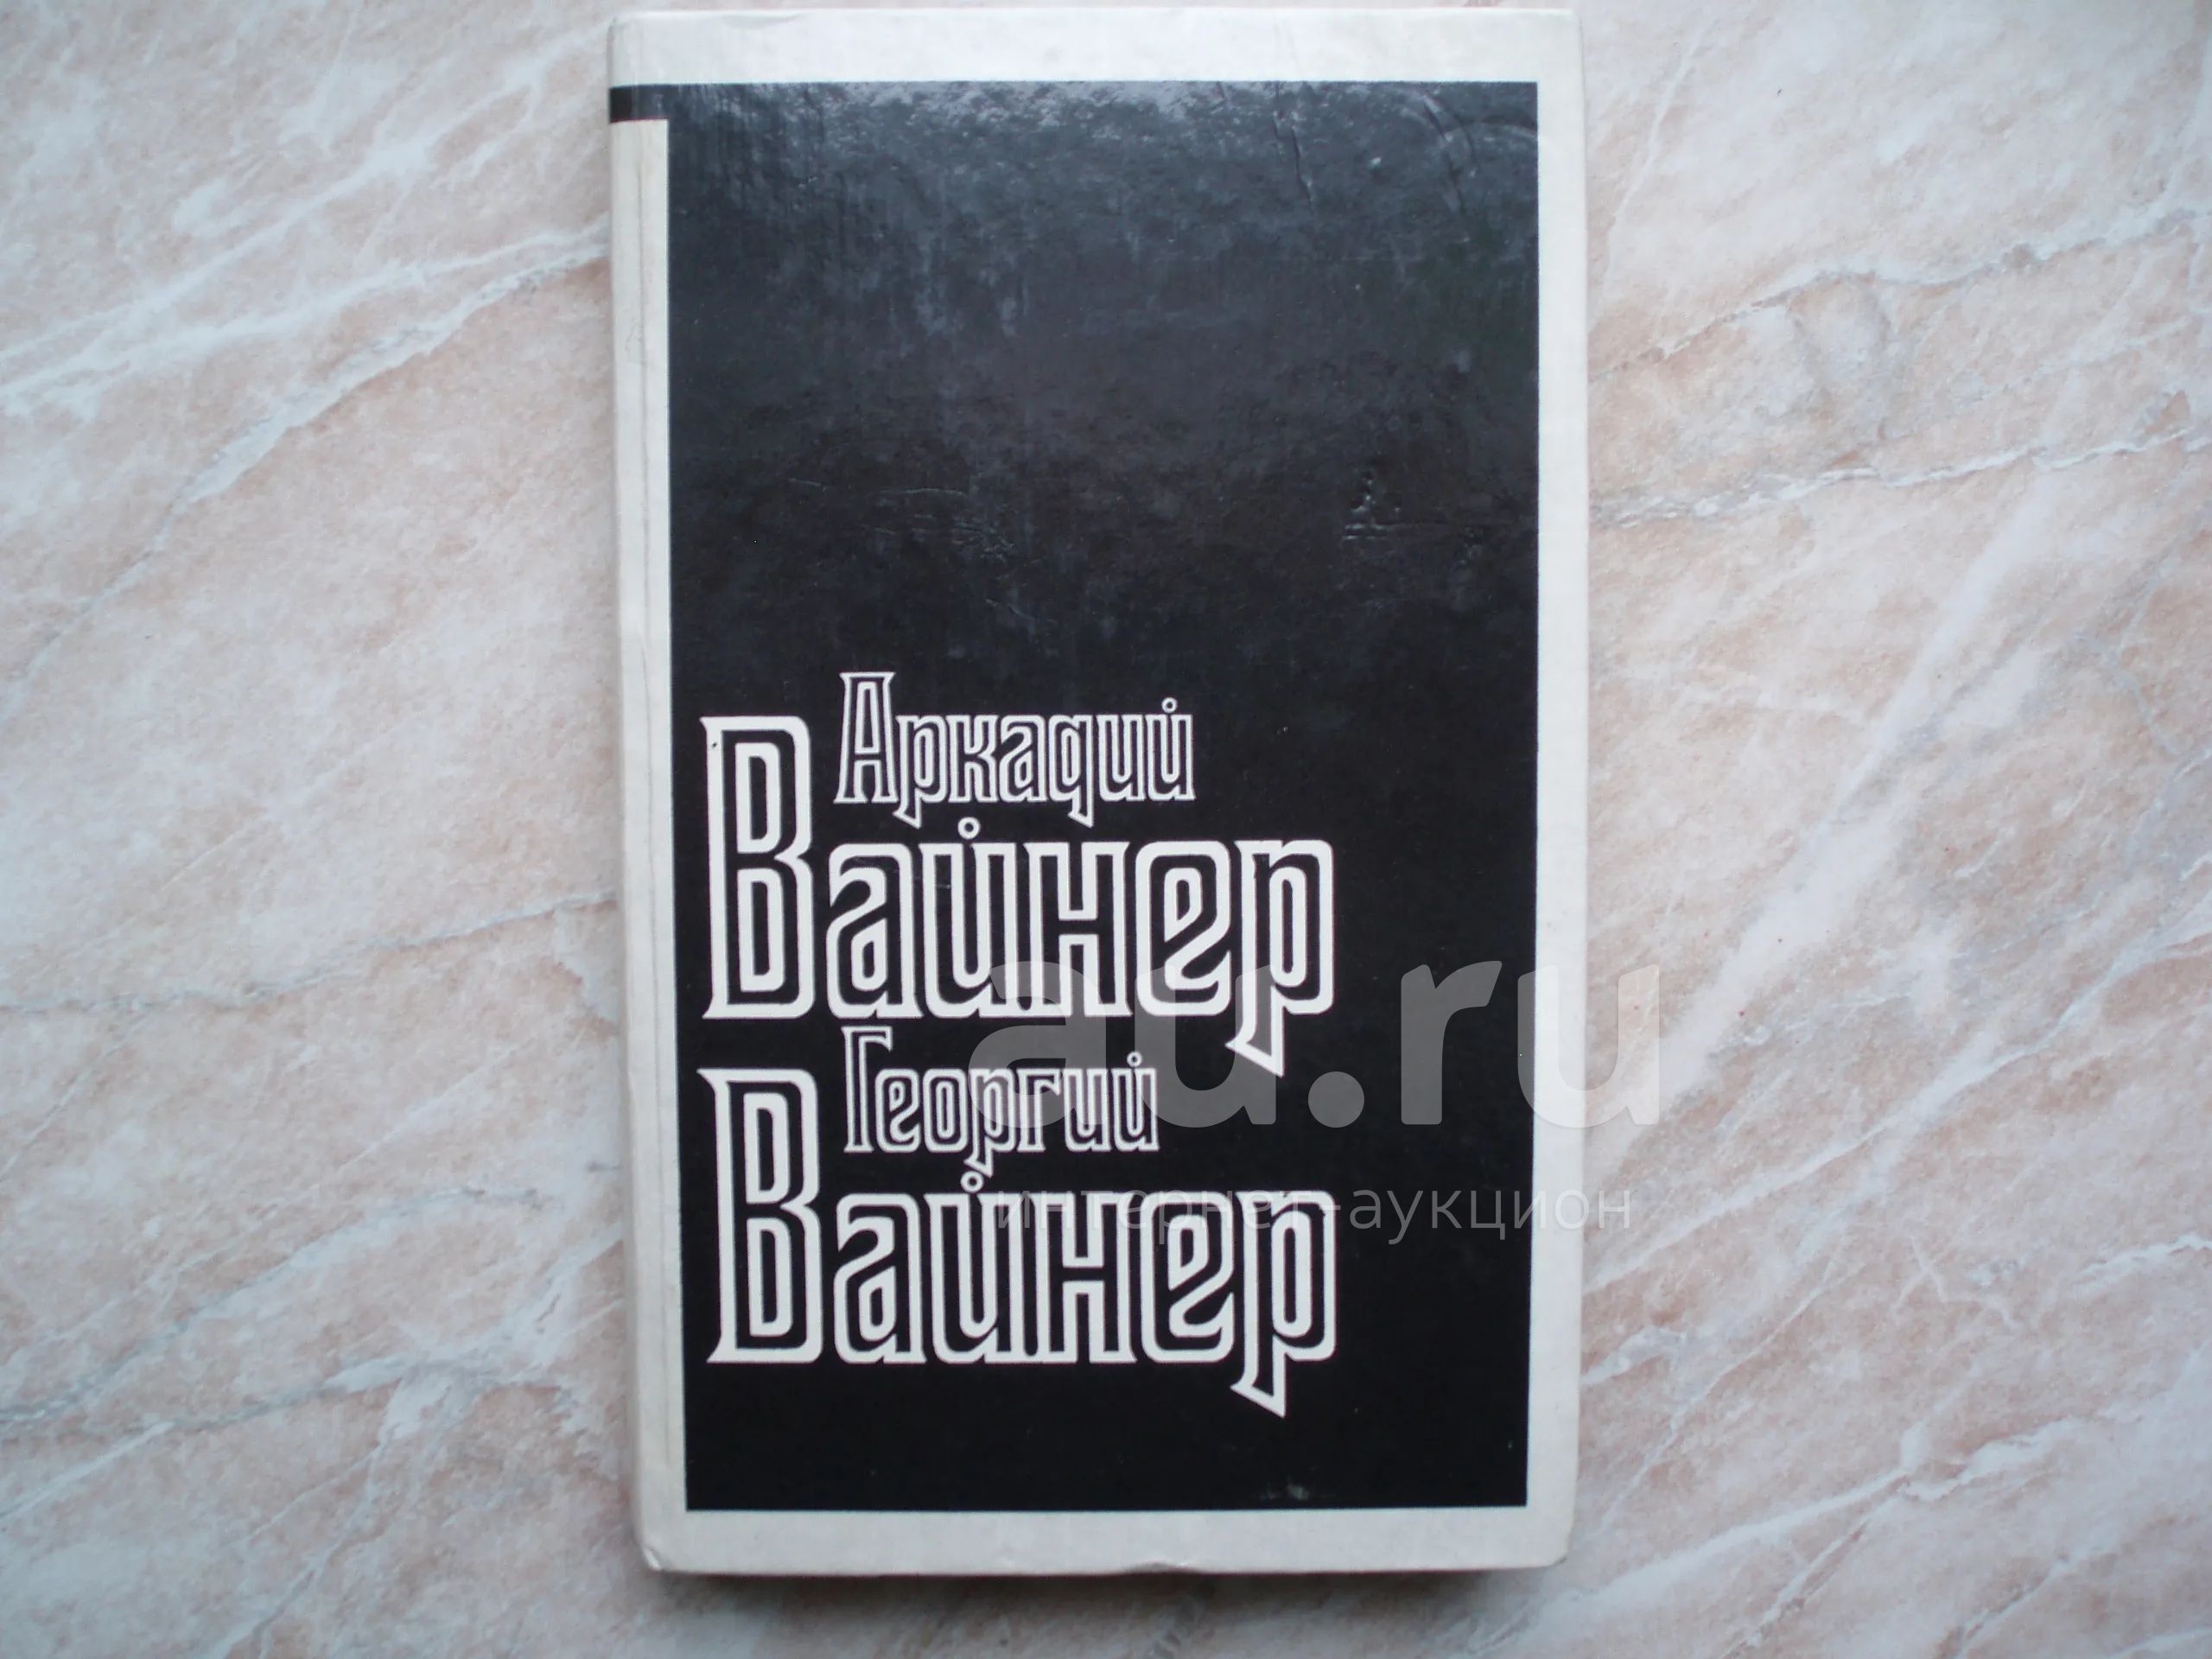 Аркадий
Вайнер
Георгий
Вайнер
au.ru
интернет-аукцион